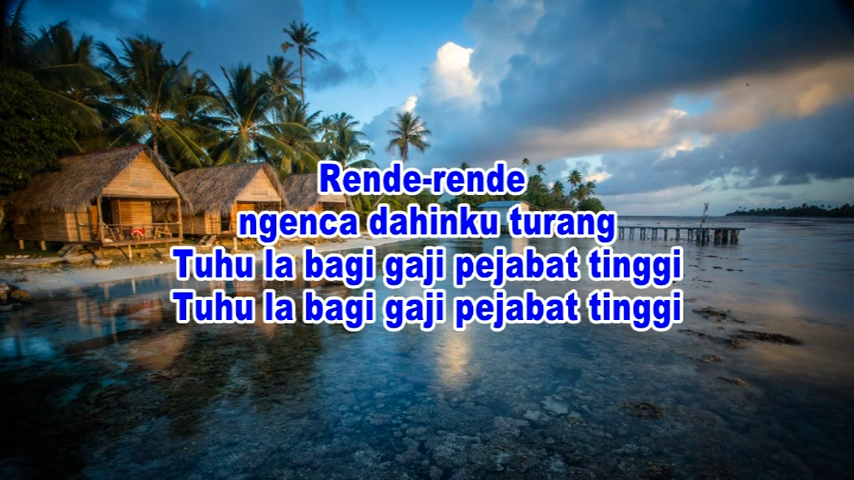 Rende-rende
ngenca dahinku turang
Tuhu la bagi gaji pejabat tinggi
Tuhu la bagi gaji pejabat tinggi